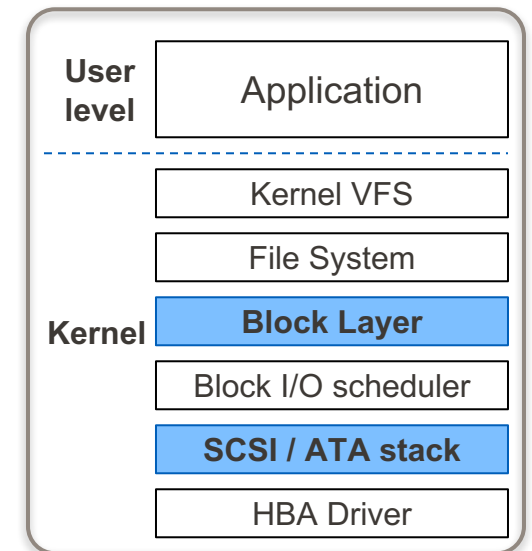 User
level
Application
Kernel VFS
File System
Kernel
Block Layer
Block I/O scheduler
SCSI / ATA stack
HBA Driver